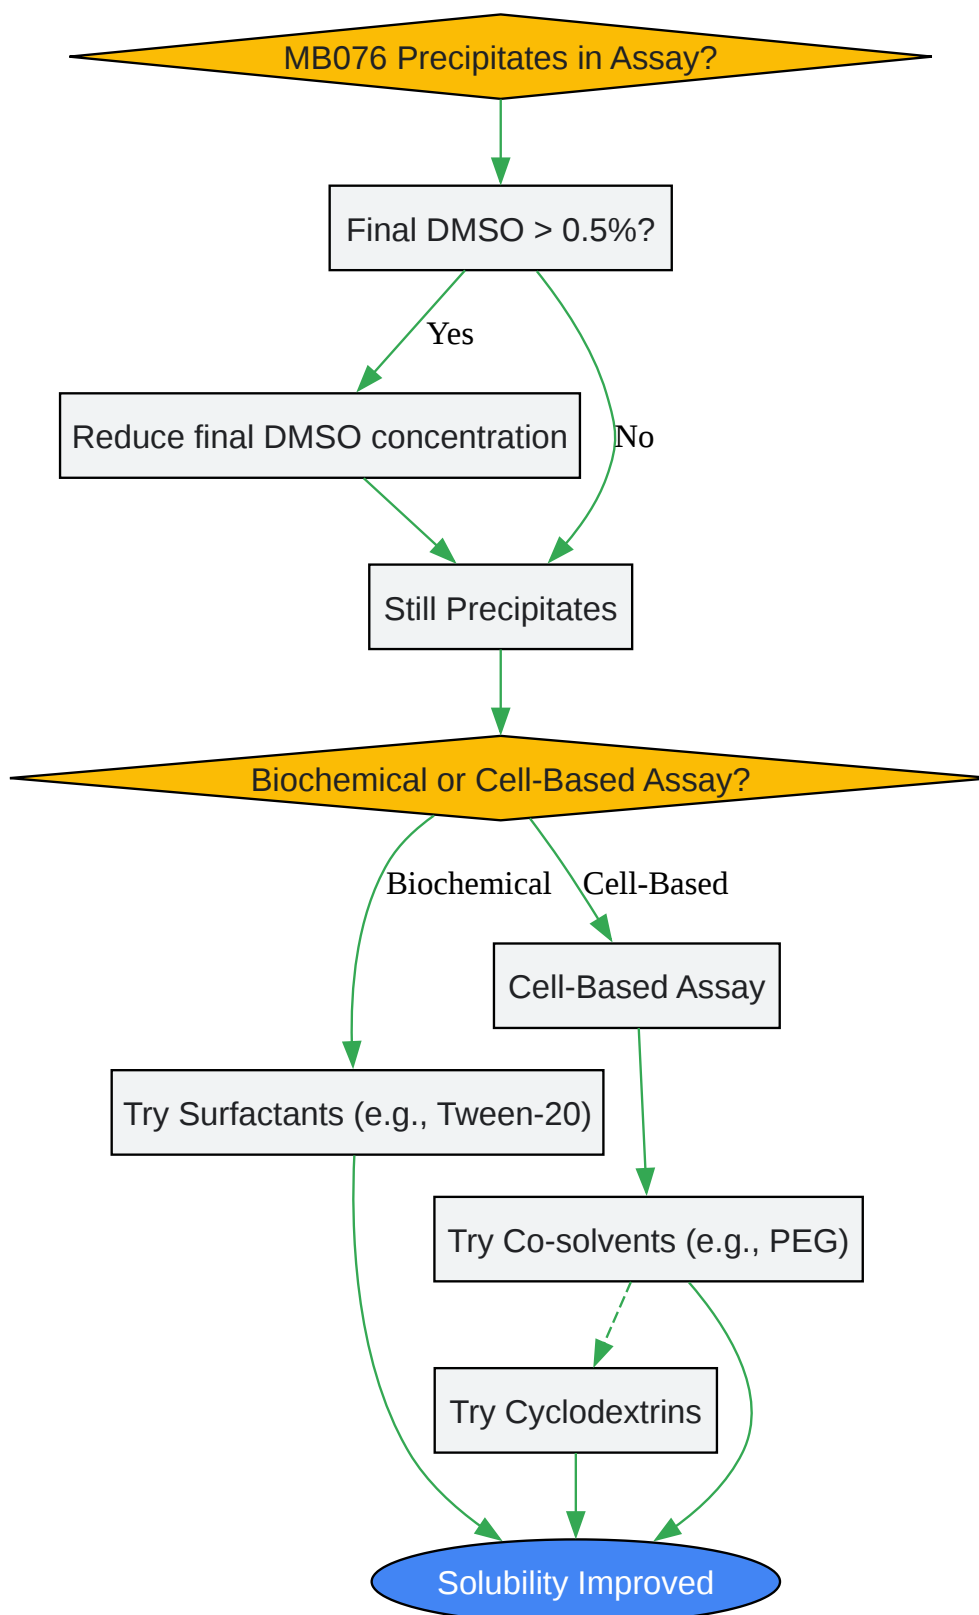 MB076 Precipitates in Assay?
Final DMSO > 0.5%?
Yes
Reduce final DMSO concentration
No
Still Precipitates
Biochemical or Cell-Based Assay?
Biochemical
Cell-Based
Cell-Based Assay
Try Surfactants (e.g., Tween-20)
Try Co-solvents (e.g., PEG)
Try Cyclodextrins
Solubility Improved